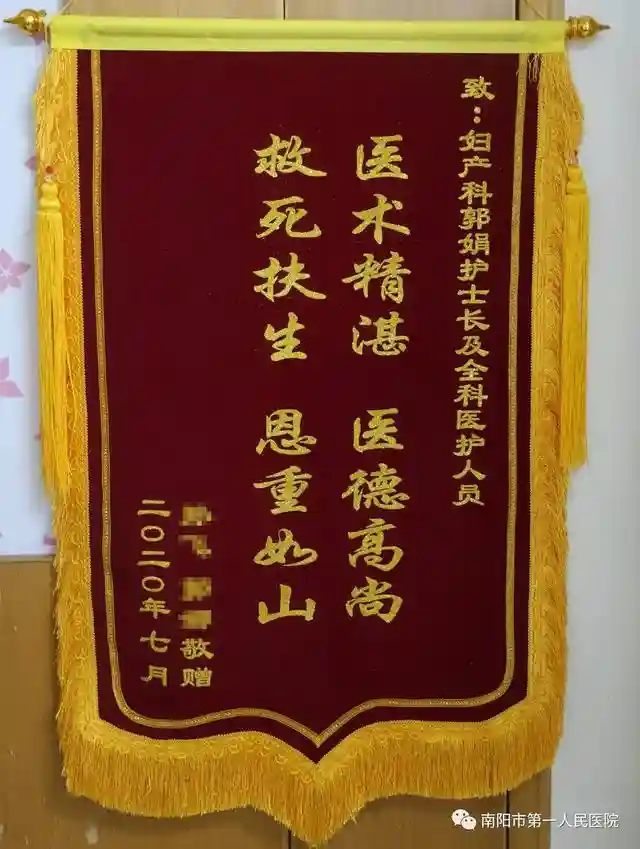 致：妇产科郭娟护士长及全科医护人员
医术精湛 医德高尚
救死扶生 恩重如山
敬赠
二〇二〇年七月
南阳市第一人民医院